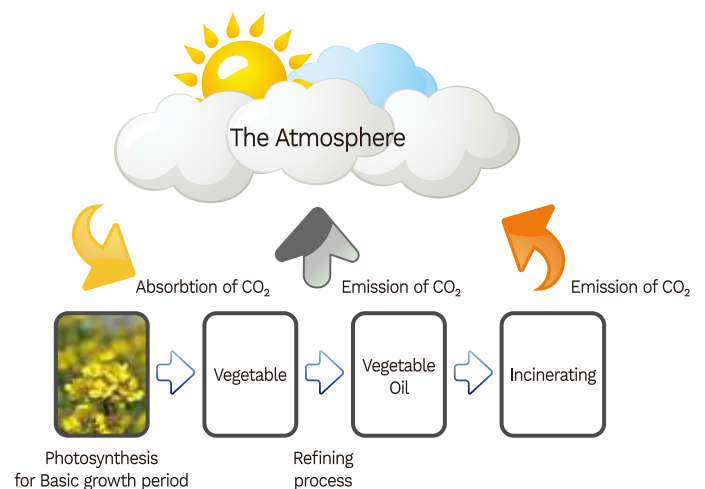 The Atmosphere
Absorbtion of CO₂
Emission of CO₂
Emission of CO₂
Vegetable
Vegetable
Oil
Incinerating
Photosynthesis
for Basic growth period
Refining
process